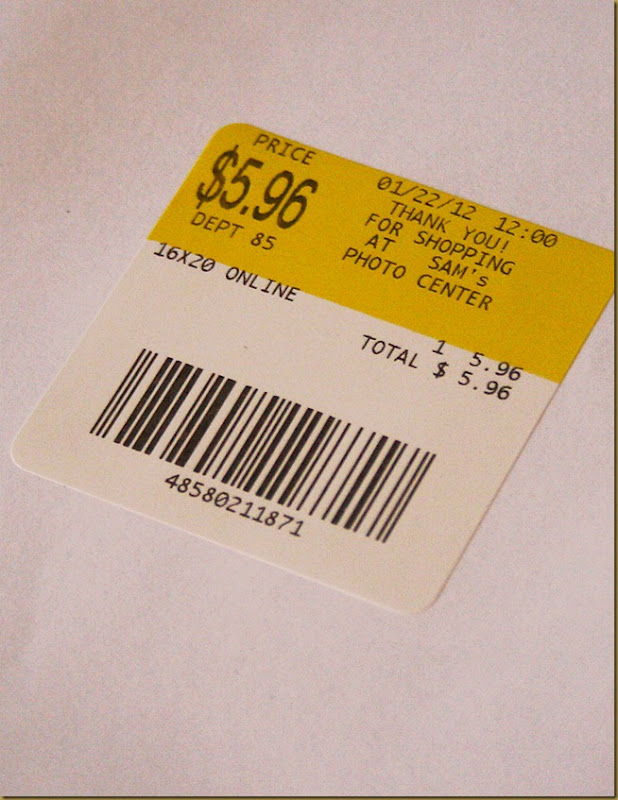 PRICE
$5.96
DEPT 85
01/22/12 12:00
THANK YOU!
FOR SHOPPING
AT SAM's
PHOTO CENTER
16X20 ONLINE
1 5.96
TOTAL $ 5.96
48580211871